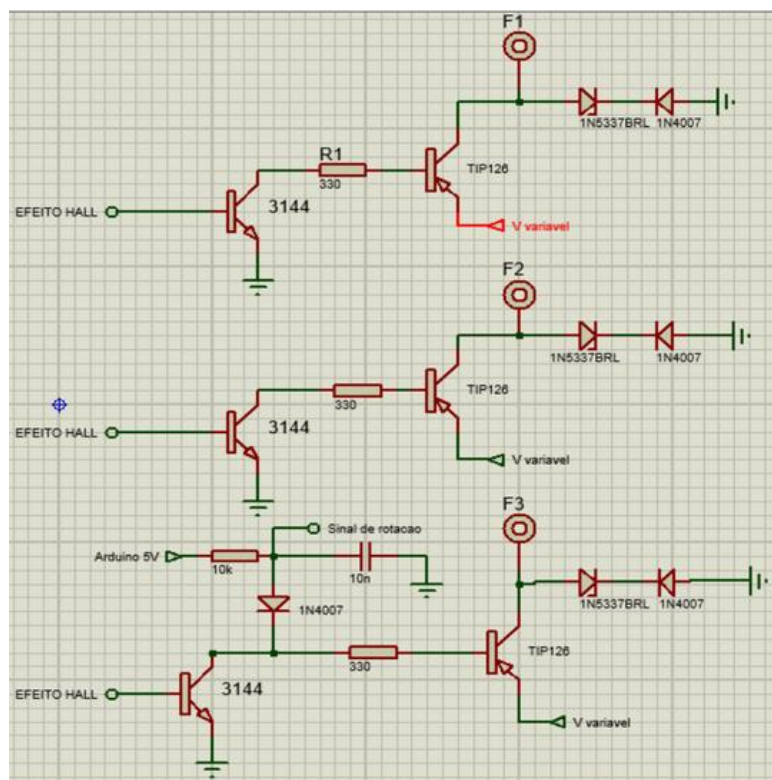 F1
1N5337BRL 1N4007
R1
330
TIP126
3144
EFEITO HALL
V variavel
F2
1N5337BRL 1N4007
330
TIP126
3144
EFEITO HALL
V variavel
F3
Sinal de rotacao
Arduino 5V
10k
10n
1N5337BRL 1N4007
1N4007
330
TIP126
3144
EFEITO HALL
V variavel